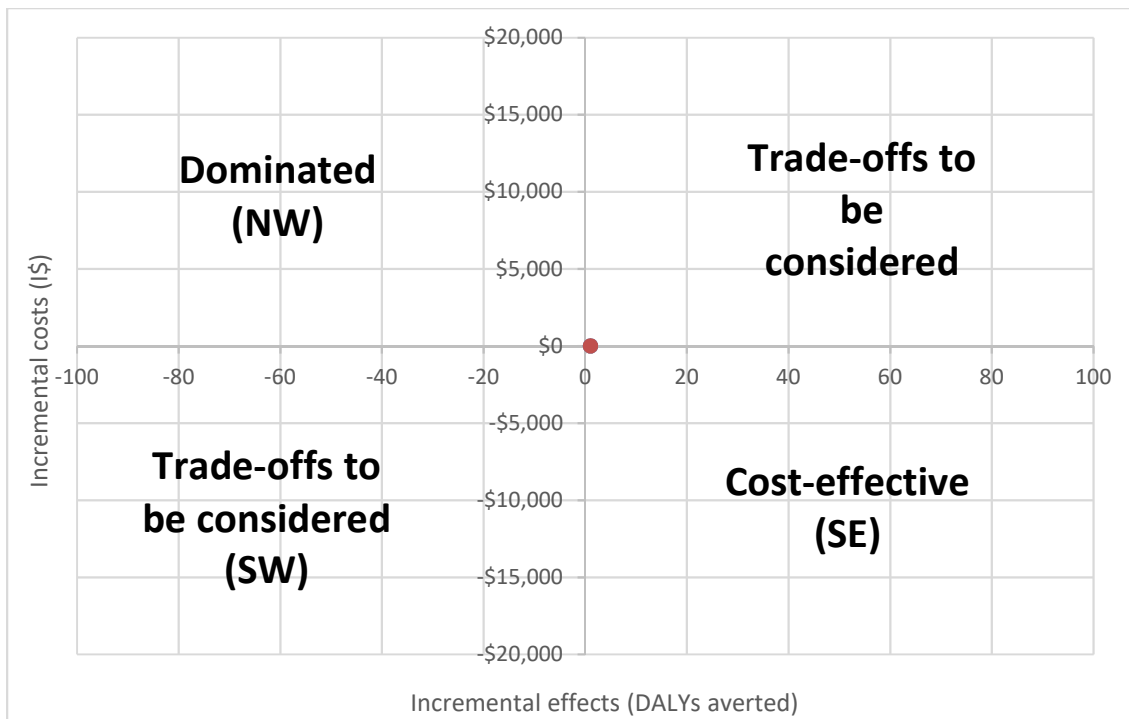 $20,000
$15,000
$10,000
$5,000
$0
-$5,000
-$10,000
-$15,000
-$20,000
-100
-80
-60
-40
-20
0
20
40
60
80
100
Dominated
(NW)
Trade-offs to
be
considered
Trade-offs to
be considered
(SW)
Cost-effective
(SE)
Incremental costs (I$)
Incremental effects (DALYs averted)